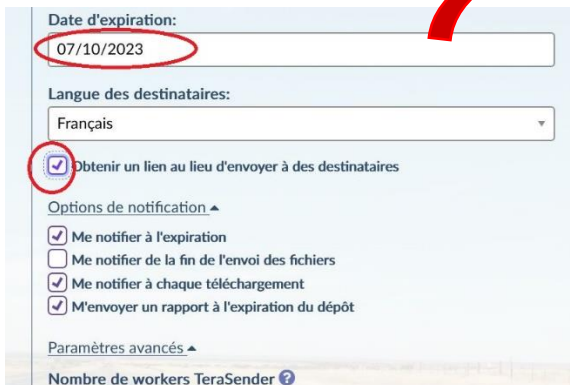 Date d'expiration:
07/10/2023
Langue des destinataires:
Français
Obtenir un lien au lieu d'envoyer à des destinataires
Options de notification
Me notifier à l'expiration
Me notifier de la fin de l'envoi des fichiers
Me notifier à chaque téléchargement
M'envoyer un rapport à l'expiration du dépôt
Paramètres avancés
Nombre de workers TeraSender ?